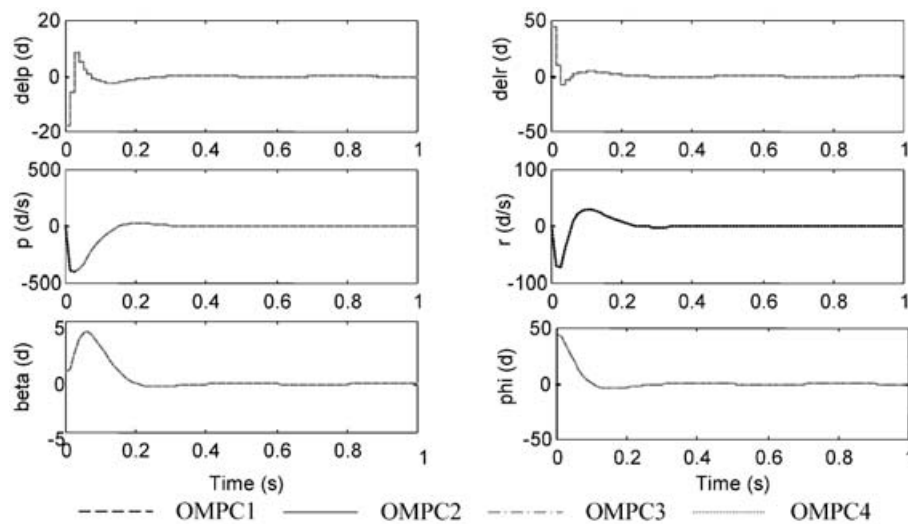 20
delp (d)
0
-20
0 0.2 0.4 0.6 0.8 1
50
delr (d)
0
-50
0 0.2 0.4 0.6 0.8 1
500
p (d/s)
0
-500
0 0.2 0.4 0.6 0.8 1
100
r (d/s)
0
-100
0 0.2 0.4 0.6 0.8 1
5
beta (d)
0
-5
0 0.2 0.4 0.6 0.8 1
Time (s)
50
phi (d)
0
-50
0 0.2 0.4 0.6 0.8 1
Time (s)
OMPC1 OMPC2 OMPC3 OMPC4